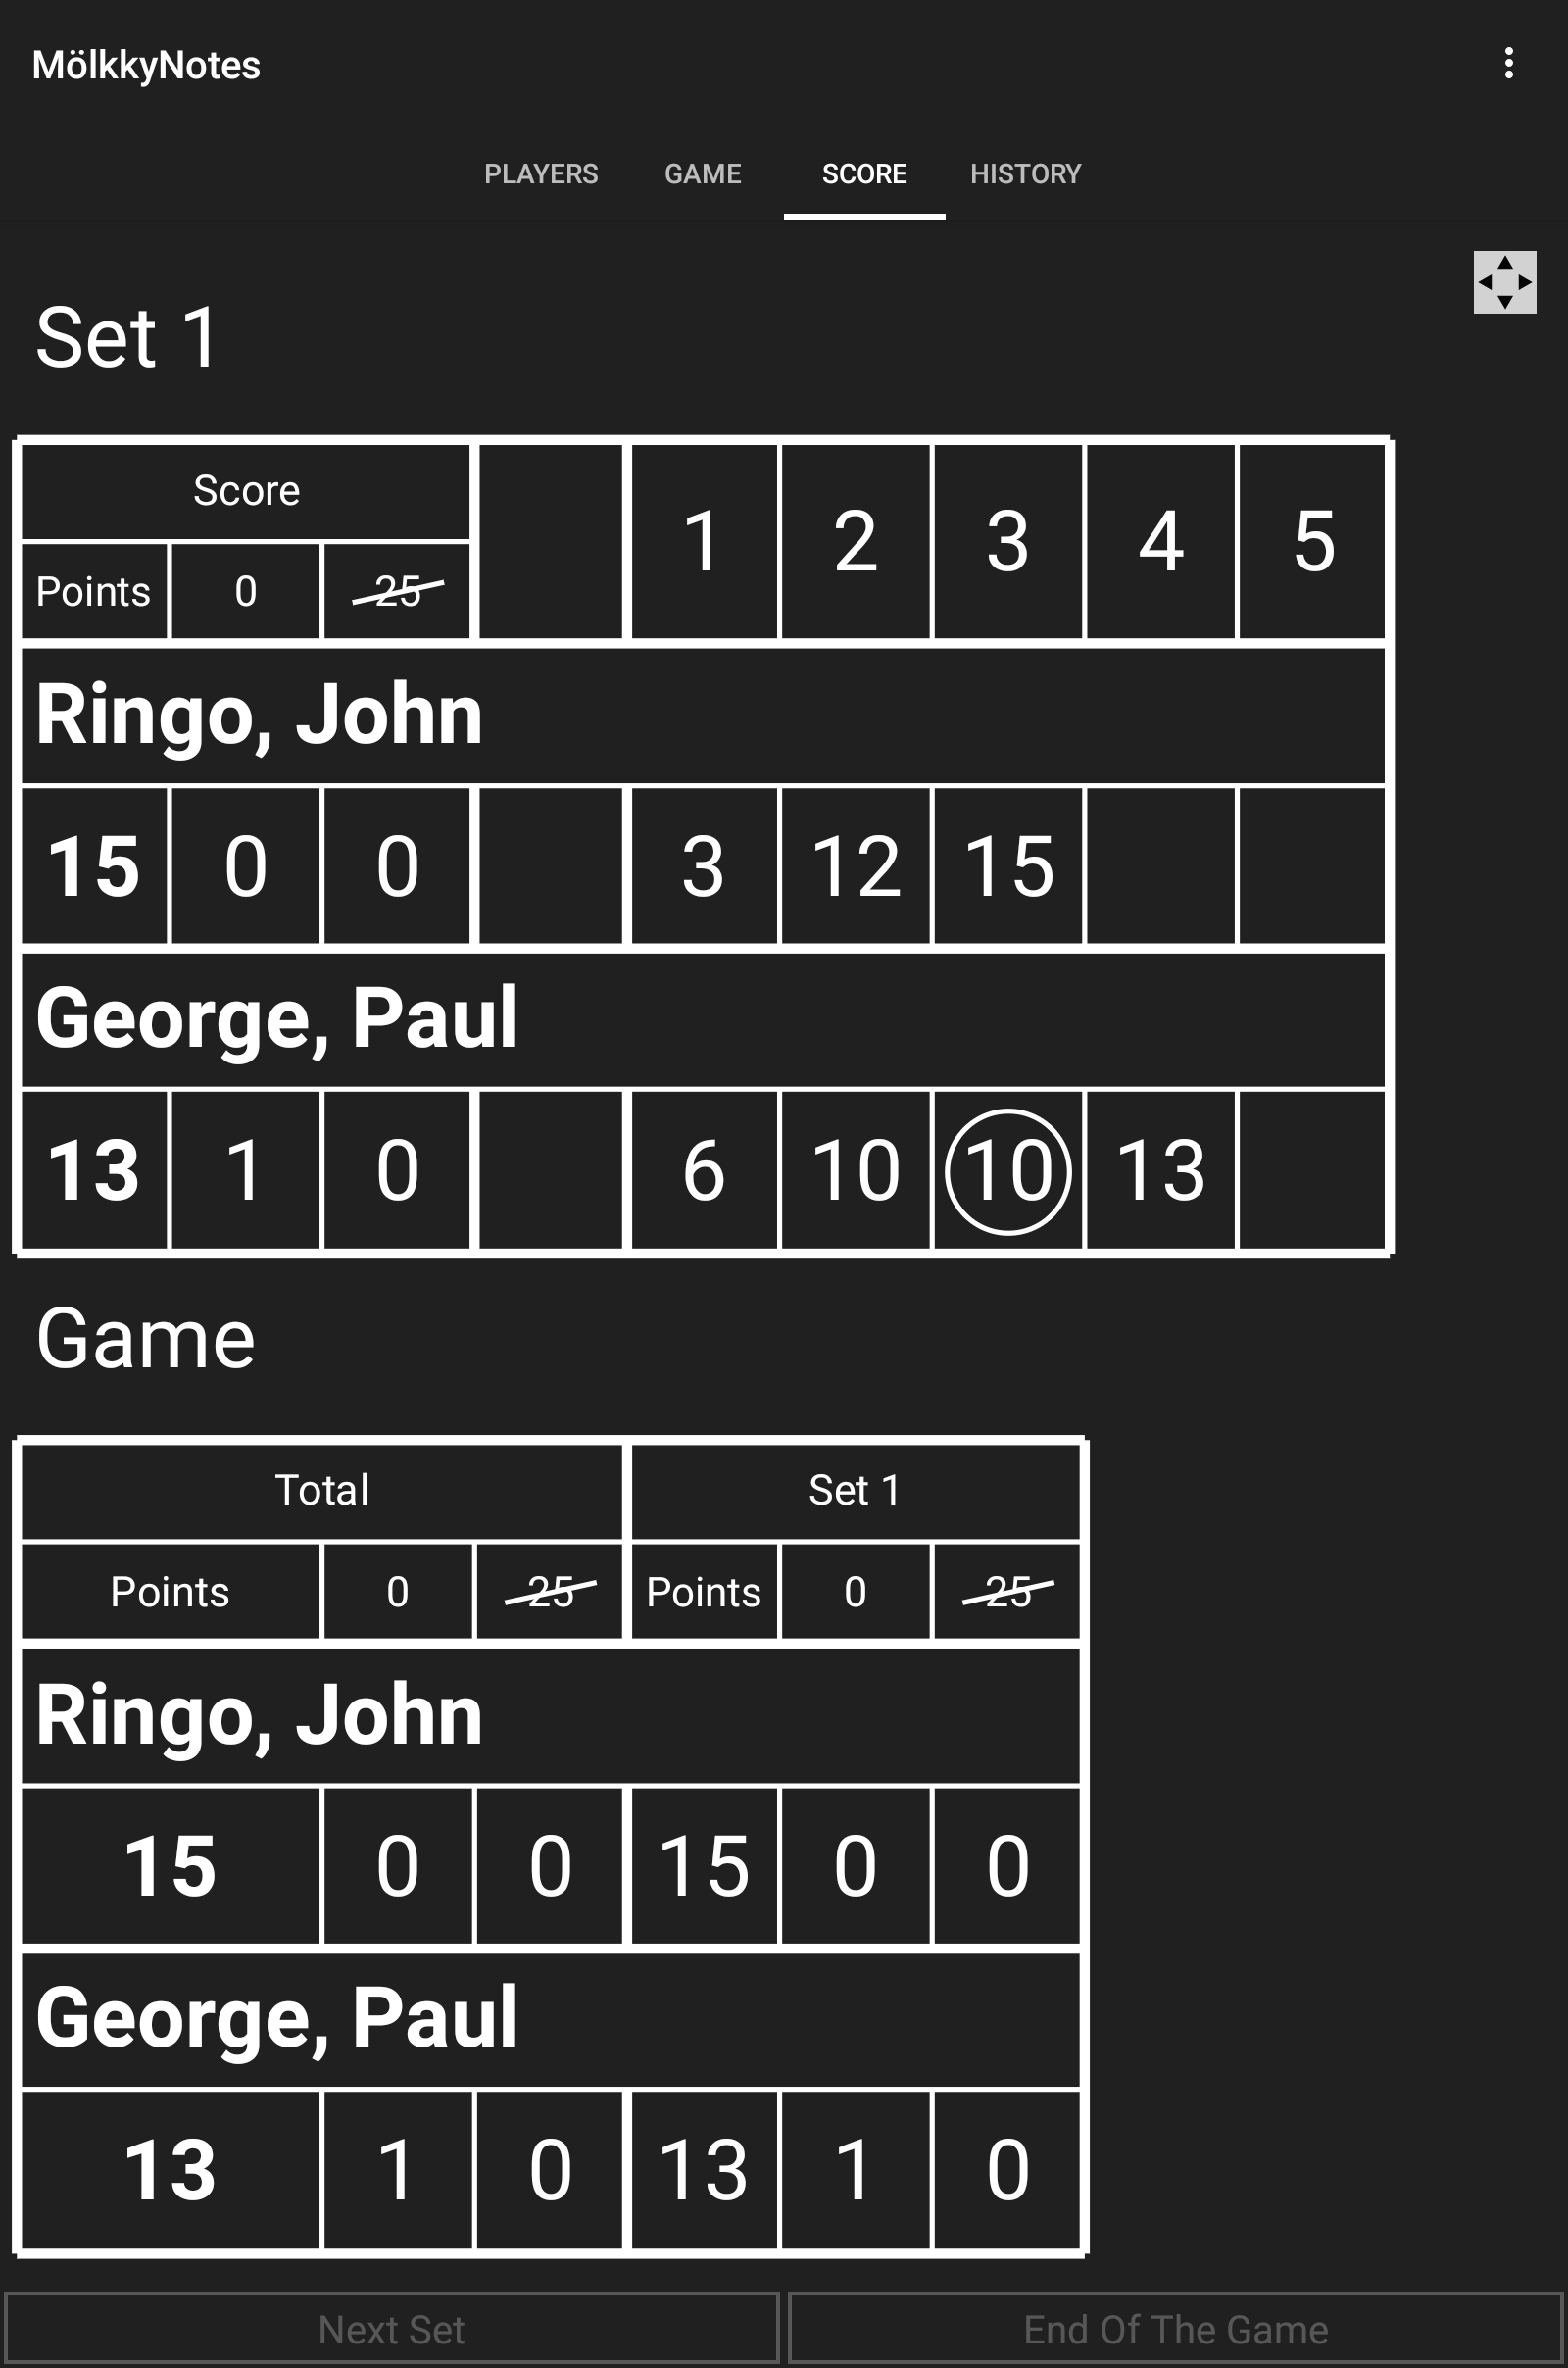 MölkkyNotes
PLAYERS GAME SCORE HISTORY
Set 1
Score 1 2 3 4 5
Points 0 25
Ringo, John
15 0 0 3 12 15
George, Paul
13 1 0 6 10 10 13
Game
Total Set 1
Points 0 25 Points 0 25
Ringo, John
15 0 0 15 0 0
George, Paul
13 1 0 13 1 0
Next Set End Of The Game